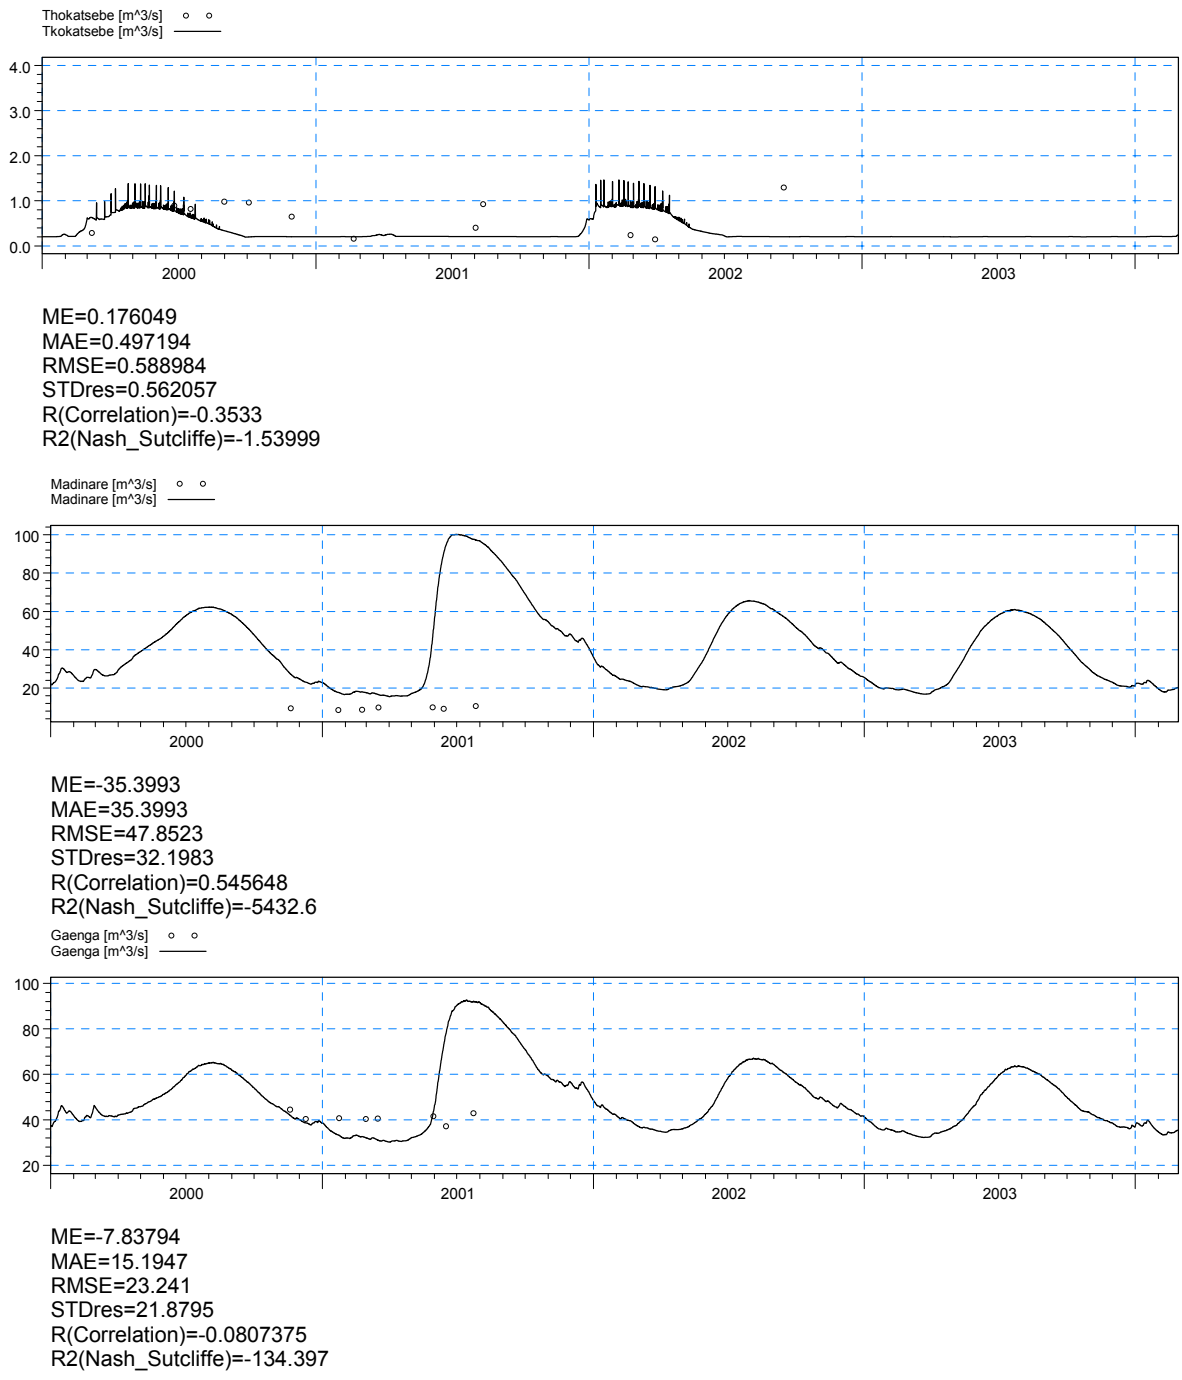 Thokatsebe [m^3/s]
Tkokatsebe [m^3/s]
4.0
3.0
2.0
1.0
0.0
2000 2001 2002 2003
ME=0.176049
MAE=0.497194
RMSE=0.588984
STDres=0.562057
R(Correlation)=-0.3533
R2(Nash_Sutcliffe)=-1.53999
Madinare [m^3/s]
Madinare [m^3/s]
100
80
60
40
20
2000 2001 2002 2003
ME=-35.3993
MAE=35.3993
RMSE=47.8523
STDres=32.1983
R(Correlation)=0.545648
R2(Nash_Sutcliffe)=-5432.6
Gaenga [m^3/s]
Gaenga [m^3/s]
100
80
60
40
20
2000 2001 2002 2003
ME=-7.83794
MAE=15.1947
RMSE=23.241
STDres=21.8795
R(Correlation)=-0.0807375
R2(Nash_Sutcliffe)=-134.397